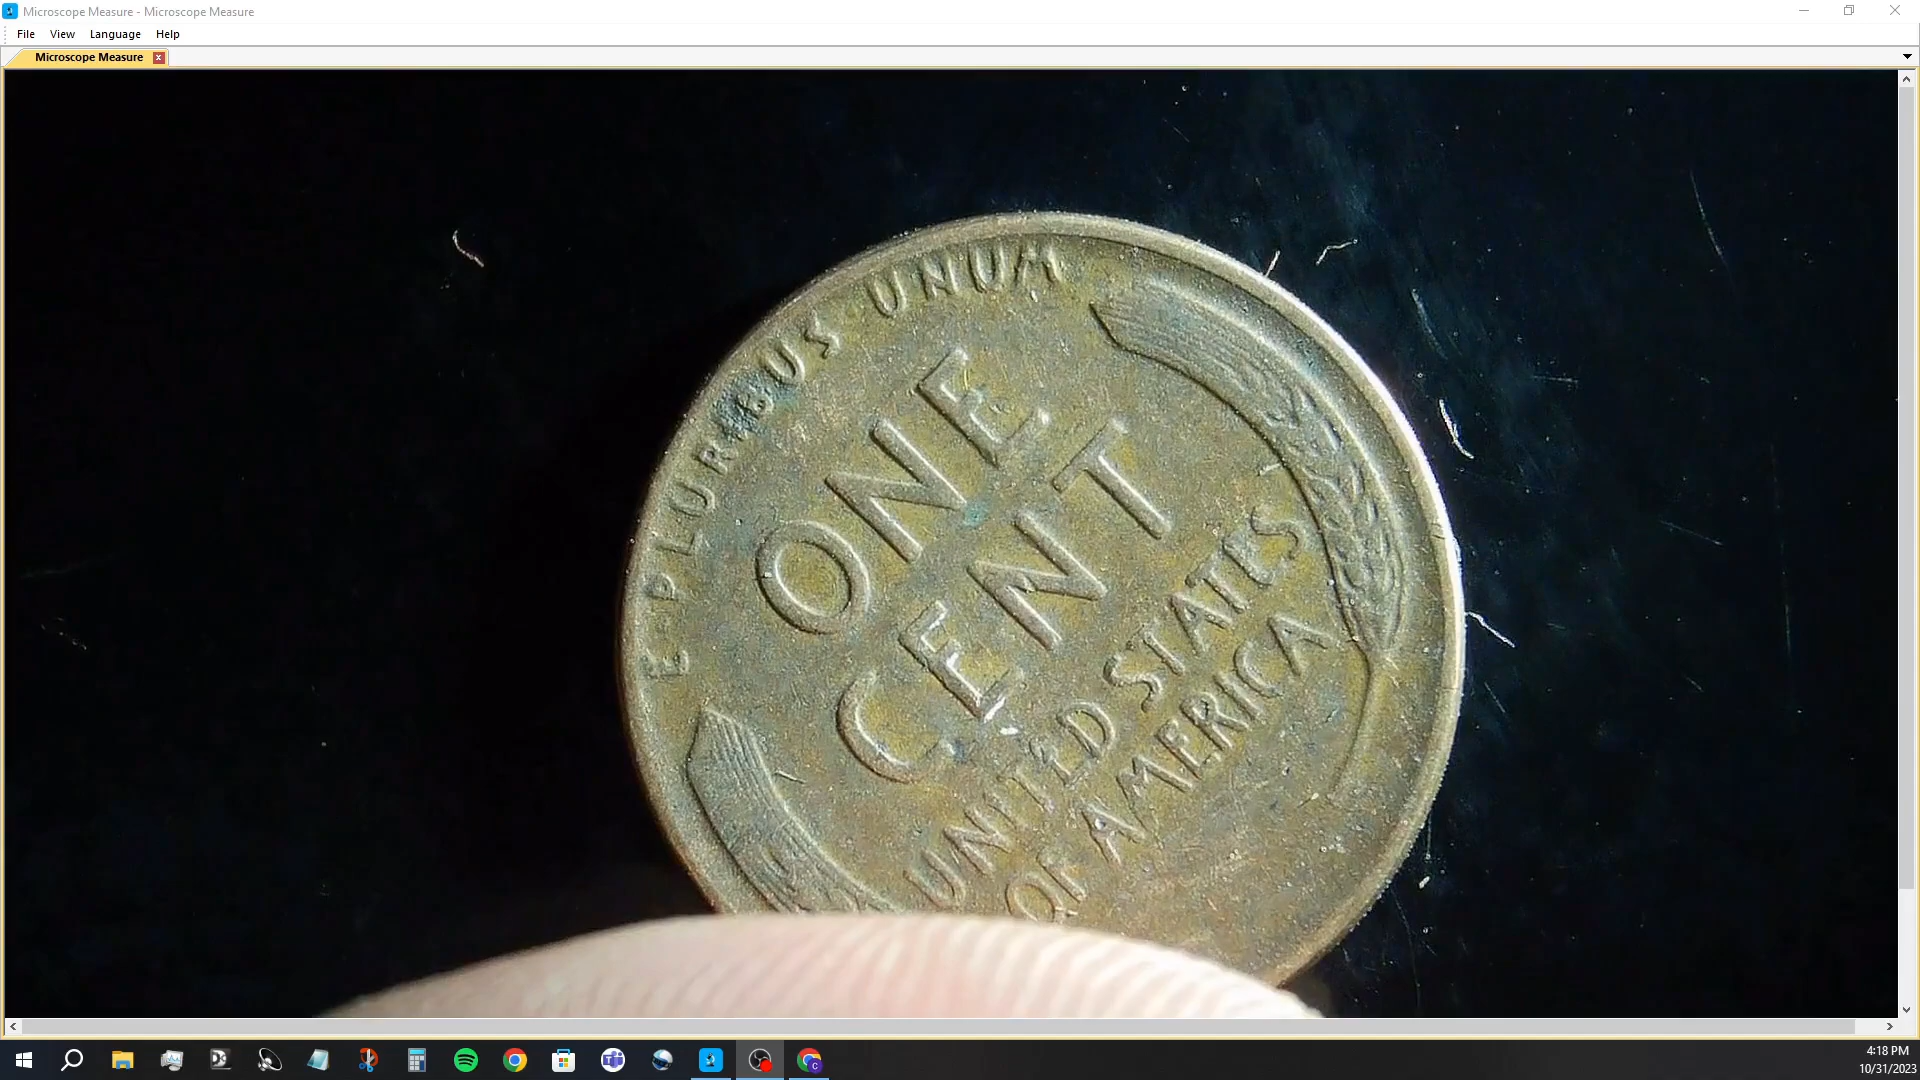 Microscope Measure - Microscope Measure
File View Language Help
Microscope Measure
E·PLURIBUS·UNUM
ONE
CENT
UNITED STATES
OF AMERICA
4:18 PM
10/31/2023